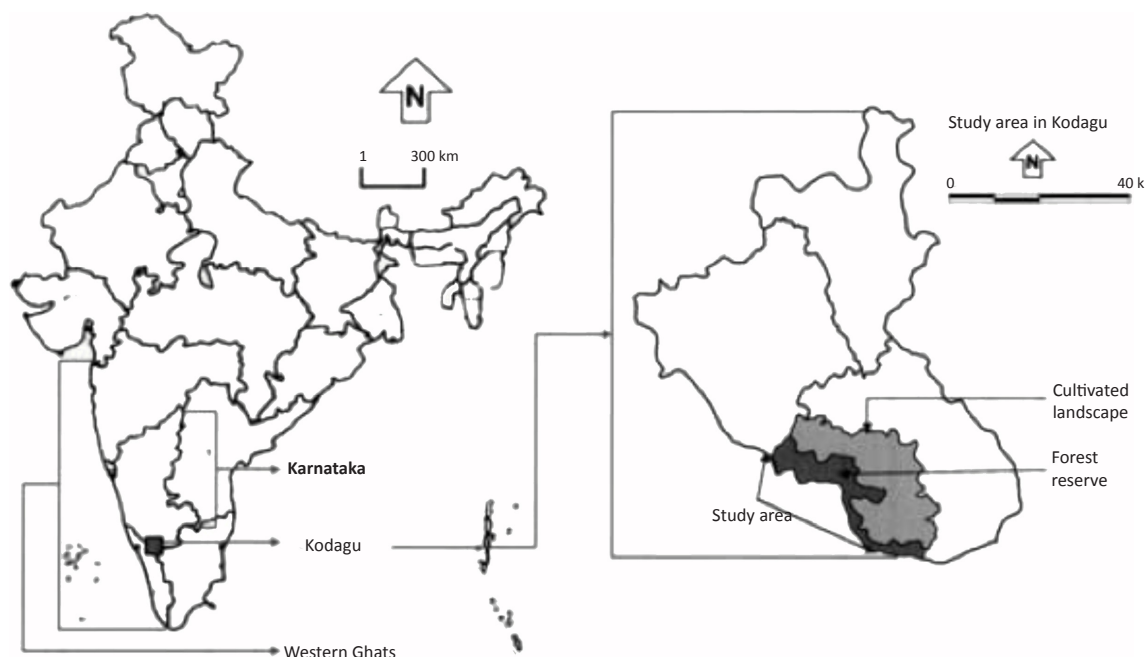 N
1 300 km
Karnataka
Kodagu
Western Ghats
Study area in Kodagu
N
0 40 k
Cultivated
landscape
Forest
reserve
Study area